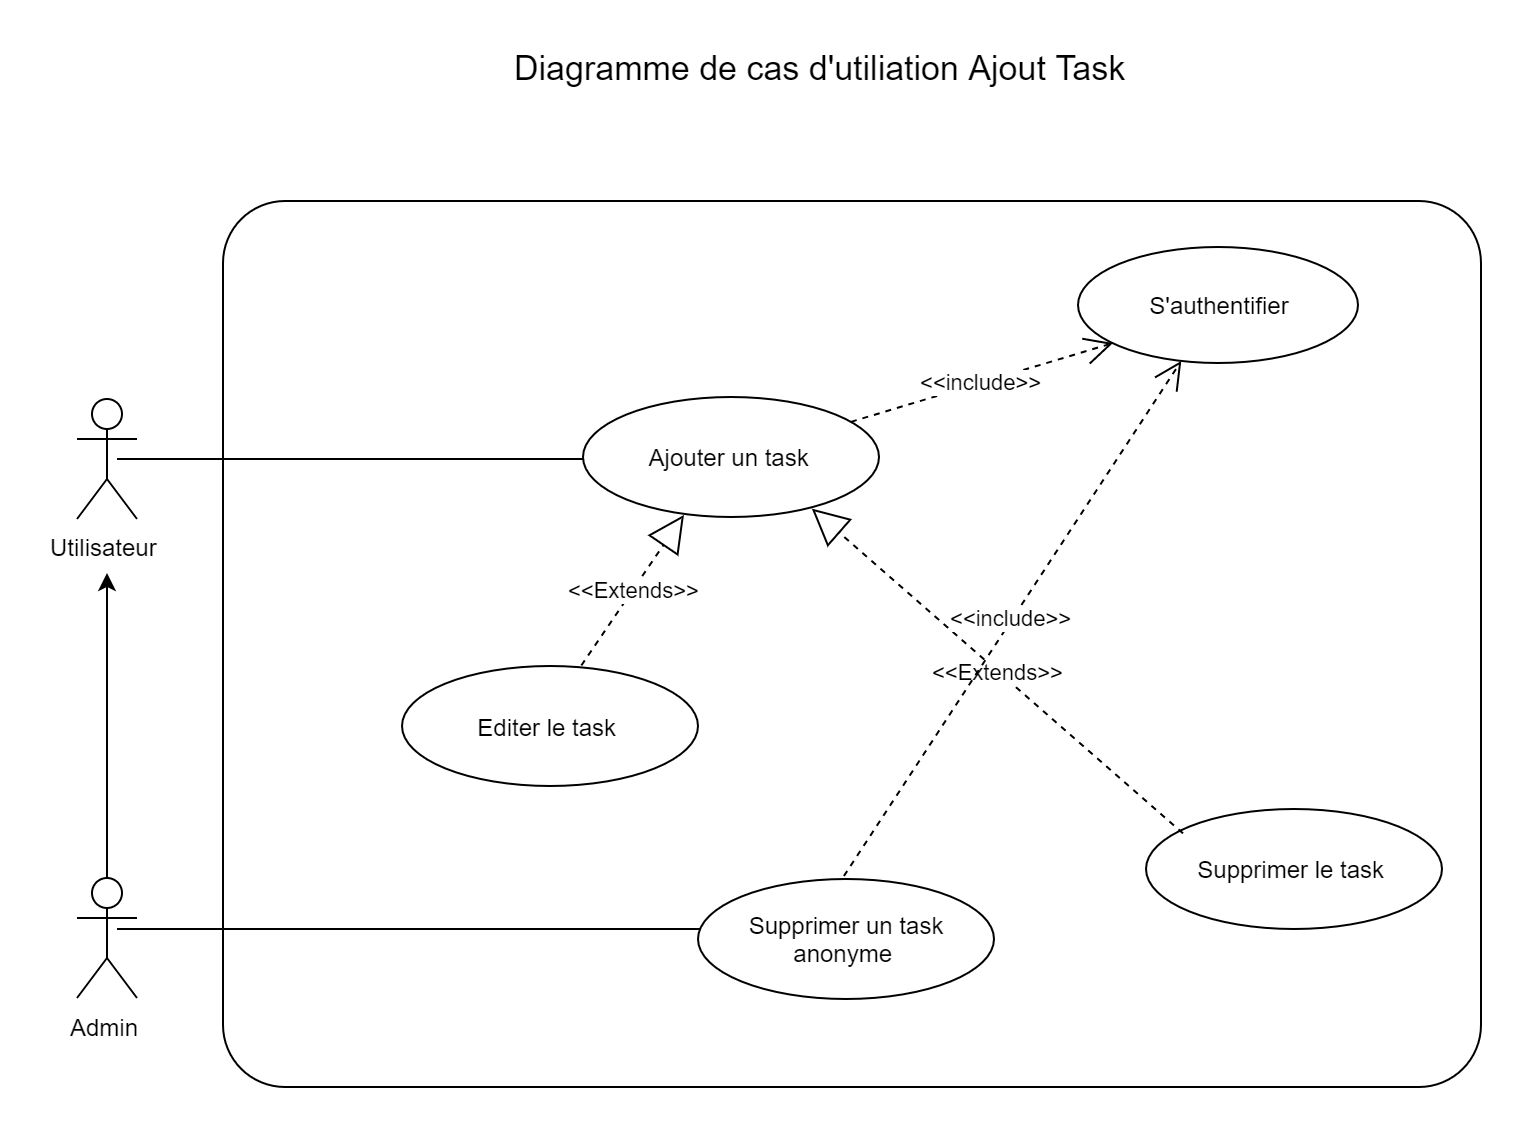 Diagramme de cas d'utiliation Ajout Task
S'authentifier
<<include>>
Ajouter un task
Utilisateur
<<Extends>>
<<include>>
<<Extends>>
Editer le task
Supprimer le task
Supprimer un task
anonyme
Admin